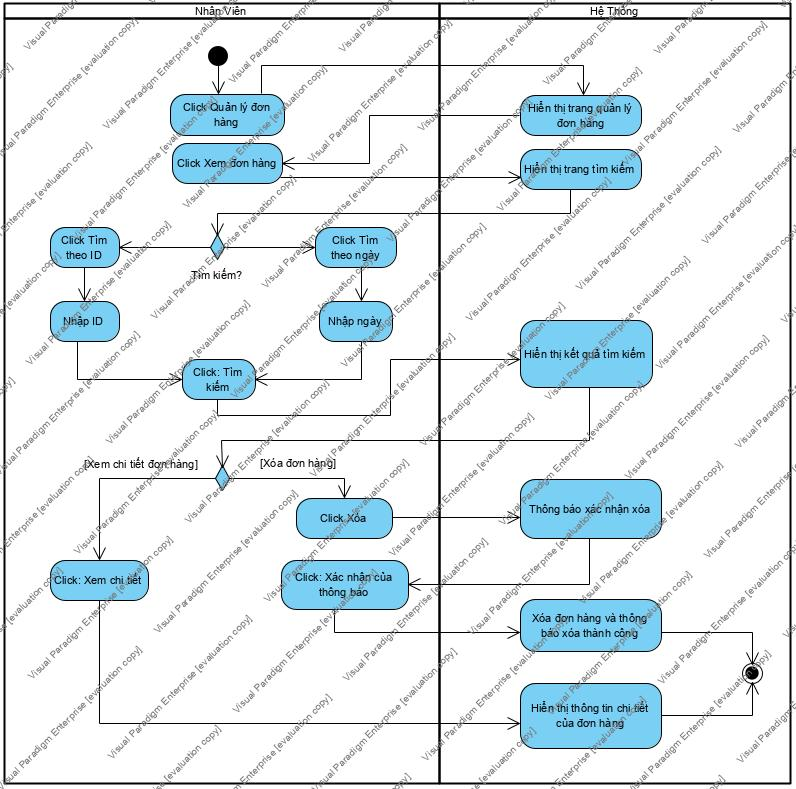 Nhân Viên
Hệ Thống
Click Quản lý đơn
hàng
Hiển thị trang quản lý
đơn hàng
Click Xem đơn hàng
Hiển thị trang tìm kiếm
Click Tìm
theo ID
Click Tìm
theo ngày
Tìm kiếm?
Nhập ID
Nhập ngày
Hiển thị kết quả tìm kiếm
Click: Tìm
kiếm
[Xem chi tiết đơn hàng]
[Xóa đơn hàng]
Click Xóa
Thông báo xác nhận xóa
Click: Xem chi tiết
Click: Xác nhận của
thông báo
Xóa đơn hàng và thông
báo xóa thành công
Hiển thị thông tin chi tiết
của đơn hàng
Visual Paradigm Enterprise [evaluation copy]